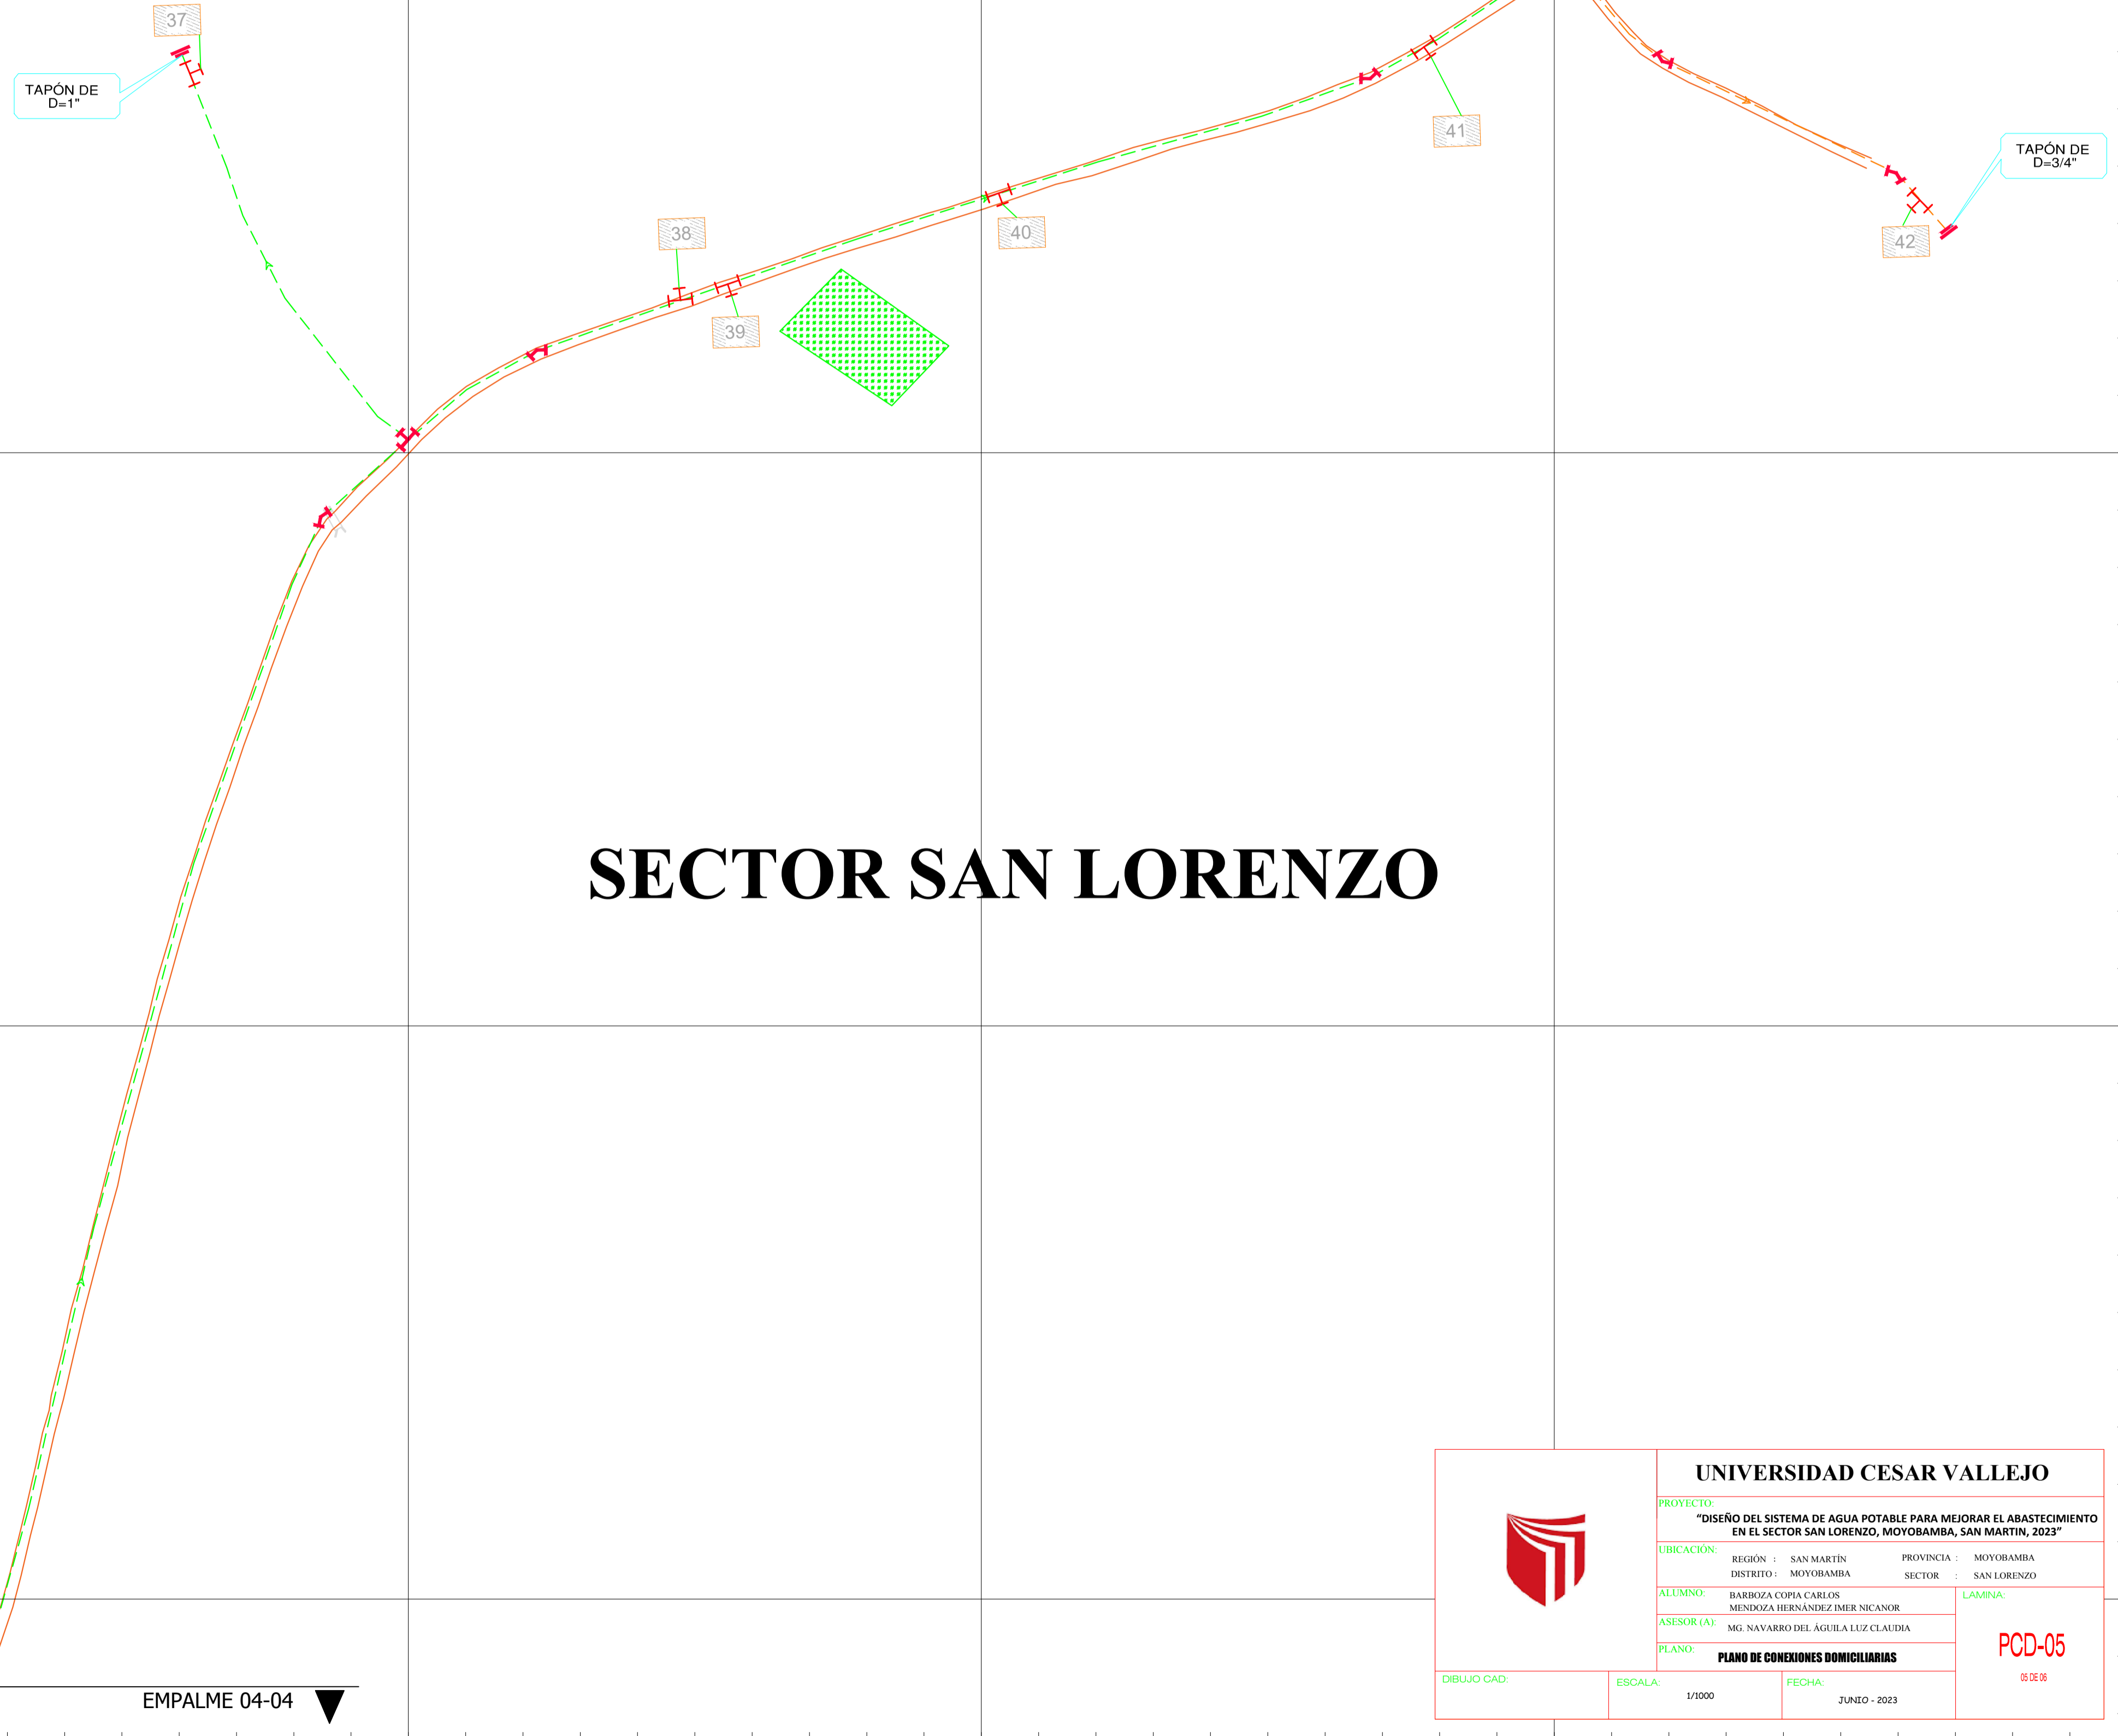 37
TAPÓN DE
D=1"
38
39
40
41
42
TAPÓN DE
D=3/4"
SECTOR SAN LORENZO
EMPALME 04-04
UNIVERSIDAD CESAR VALLEJO
PROYECTO:
“DISEÑO DEL SISTEMA DE AGUA POTABLE PARA MEJORAR EL ABASTECIMIENTO
EN EL SECTOR SAN LORENZO, MOYOBAMBA, SAN MARTIN, 2023”
UBICACIÓN:
REGIÓN : SAN MARTÍN PROVINCIA : MOYOBAMBA
DISTRITO : MOYOBAMBA SECTOR : SAN LORENZO
ALUMNO: BARBOZA COPIA CARLOS
MENDOZA HERNÁNDEZ IMER NICANOR
ASESOR (A): MG. NAVARRO DEL ÁGUILA LUZ CLAUDIA
PLANO: PLANO DE CONEXIONES DOMICILIARIAS
LAMINA:
PCD-05
05 DE 06
DIBUJO CAD:
ESCALA:
1/1000
FECHA:
JUNIO - 2023